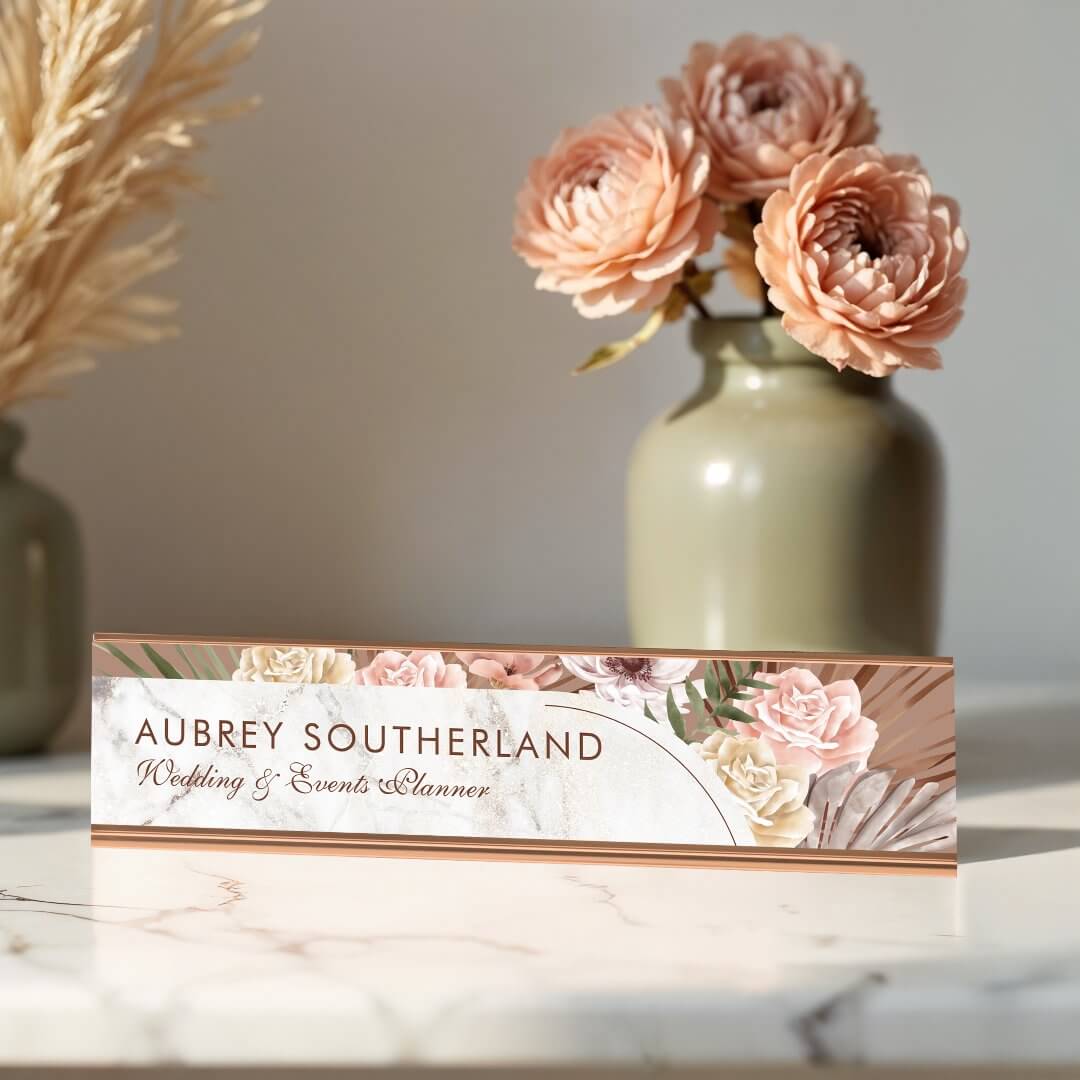 AUBREY SOUTHERLAND
Wedding & Events Planner